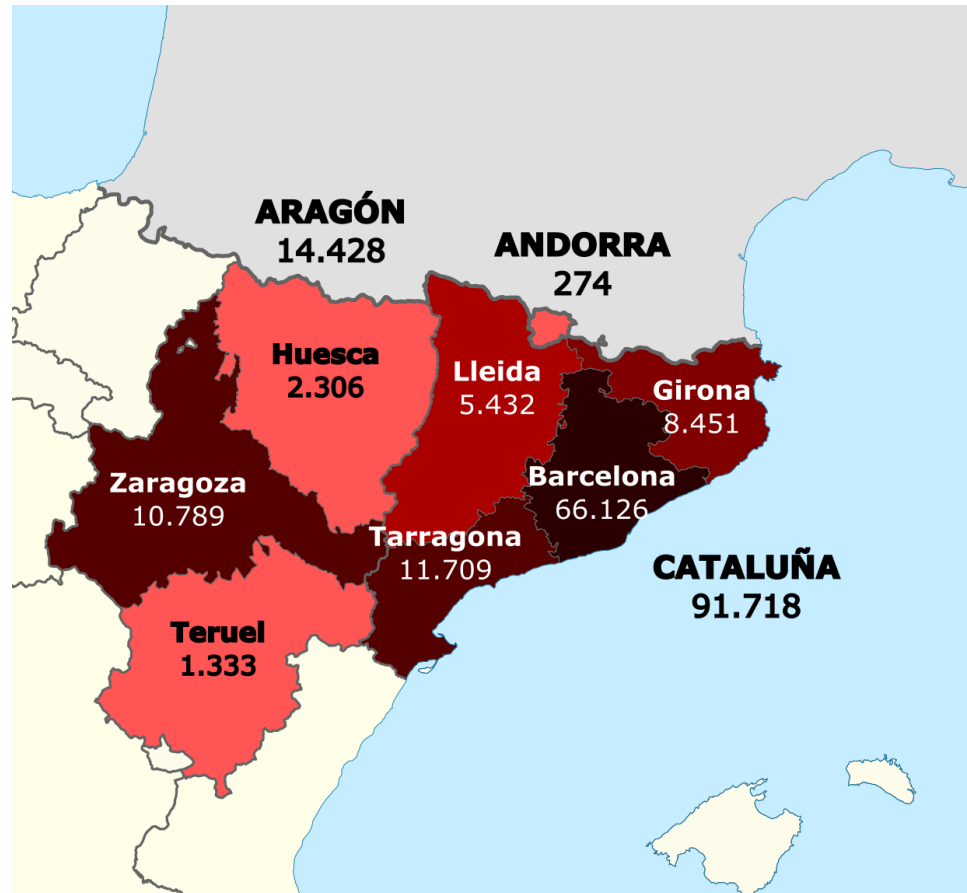 ARAGÓN
14.428
ANDORRA
274
Huesca
2.306
Lleida
5.432
Girona
8.451
Zaragoza
10.789
Barcelona
66.126
Tarragona
11.709
CATALUÑA
91.718
Teruel
1.333